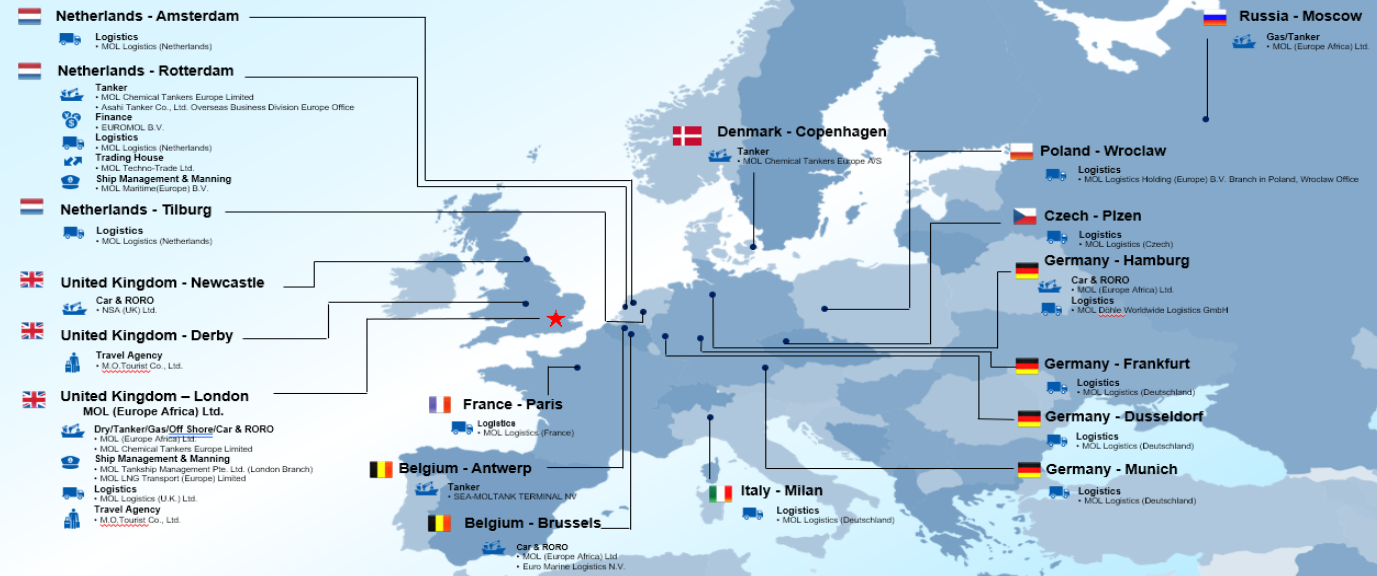 Netherlands - Amsterdam
Logistics
• MOL Logistics (Netherlands)
Netherlands - Rotterdam
Tanker
• MOL Chemical Tankers Europe Limited
• Asahi Tanker Co., Ltd. Overseas Business Division Europe Office
Finance
• EUROMOL B.V.
Logistics
• MOL Logistics (Netherlands)
Trading House
• MOL Techno-Trade Ltd.
Ship Management & Manning
• MOL Maritime(Europe) B.V.
Netherlands - Tilburg
Logistics
• MOL Logistics (Netherlands)
United Kingdom - Newcastle
Car & RORO
• NSA (UK) Ltd.
United Kingdom - Derby
Travel Agency
• M.O.Tourist Co., Ltd.
United Kingdom – London
MOL (Europe Africa) Ltd.
Dry/Tanker/Gas/Off Shore/Car & RORO
• MOL (Europe Africa) Ltd.
• MOL Chemical Tankers Europe Limited
Ship Management & Manning
• MOL Tankship Management Pte. Ltd. (London Branch)
• MOL LNG Transport (Europe) Limited
Logistics
• MOL Logistics (U.K.) Ltd.
Travel Agency
• M.O.Tourist Co., Ltd.
France - Paris
Logistics
• MOL Logistics (France)
Belgium - Antwerp
Tanker
• SEA-MOLTANK TERMINAL NV
Belgium - Brussels
Car & RORO
• MOL (Europe Africa) Ltd
• Euro Marine Logistics N.V.
Denmark - Copenhagen
Tanker
• MOL Chemical Tankers Europe A/S
Italy - Milan
Logistics
• MOL Logistics (Deutschland)
Russia - Moscow
Gas/Tanker
• MOL (Europe Africa) Ltd.
Poland - Wroclaw
Logistics
• MOL Logistics Holding (Europe) B.V. Branch in Poland, Wroclaw Office
Czech - Plzen
Logistics
• MOL Logistics (Czech)
Germany - Hamburg
Car & RORO
• MOL (Europe Africa) Ltd.
Logistics
• MOL Döhle Worldwide Logistics GmbH
Germany - Frankfurt
Logistics
• MOL Logistics (Deutschland)
Germany - Dusseldorf
Logistics
• MOL Logistics (Deutschland)
Germany - Munich
Logistics
• MOL Logistics (Deutschland)